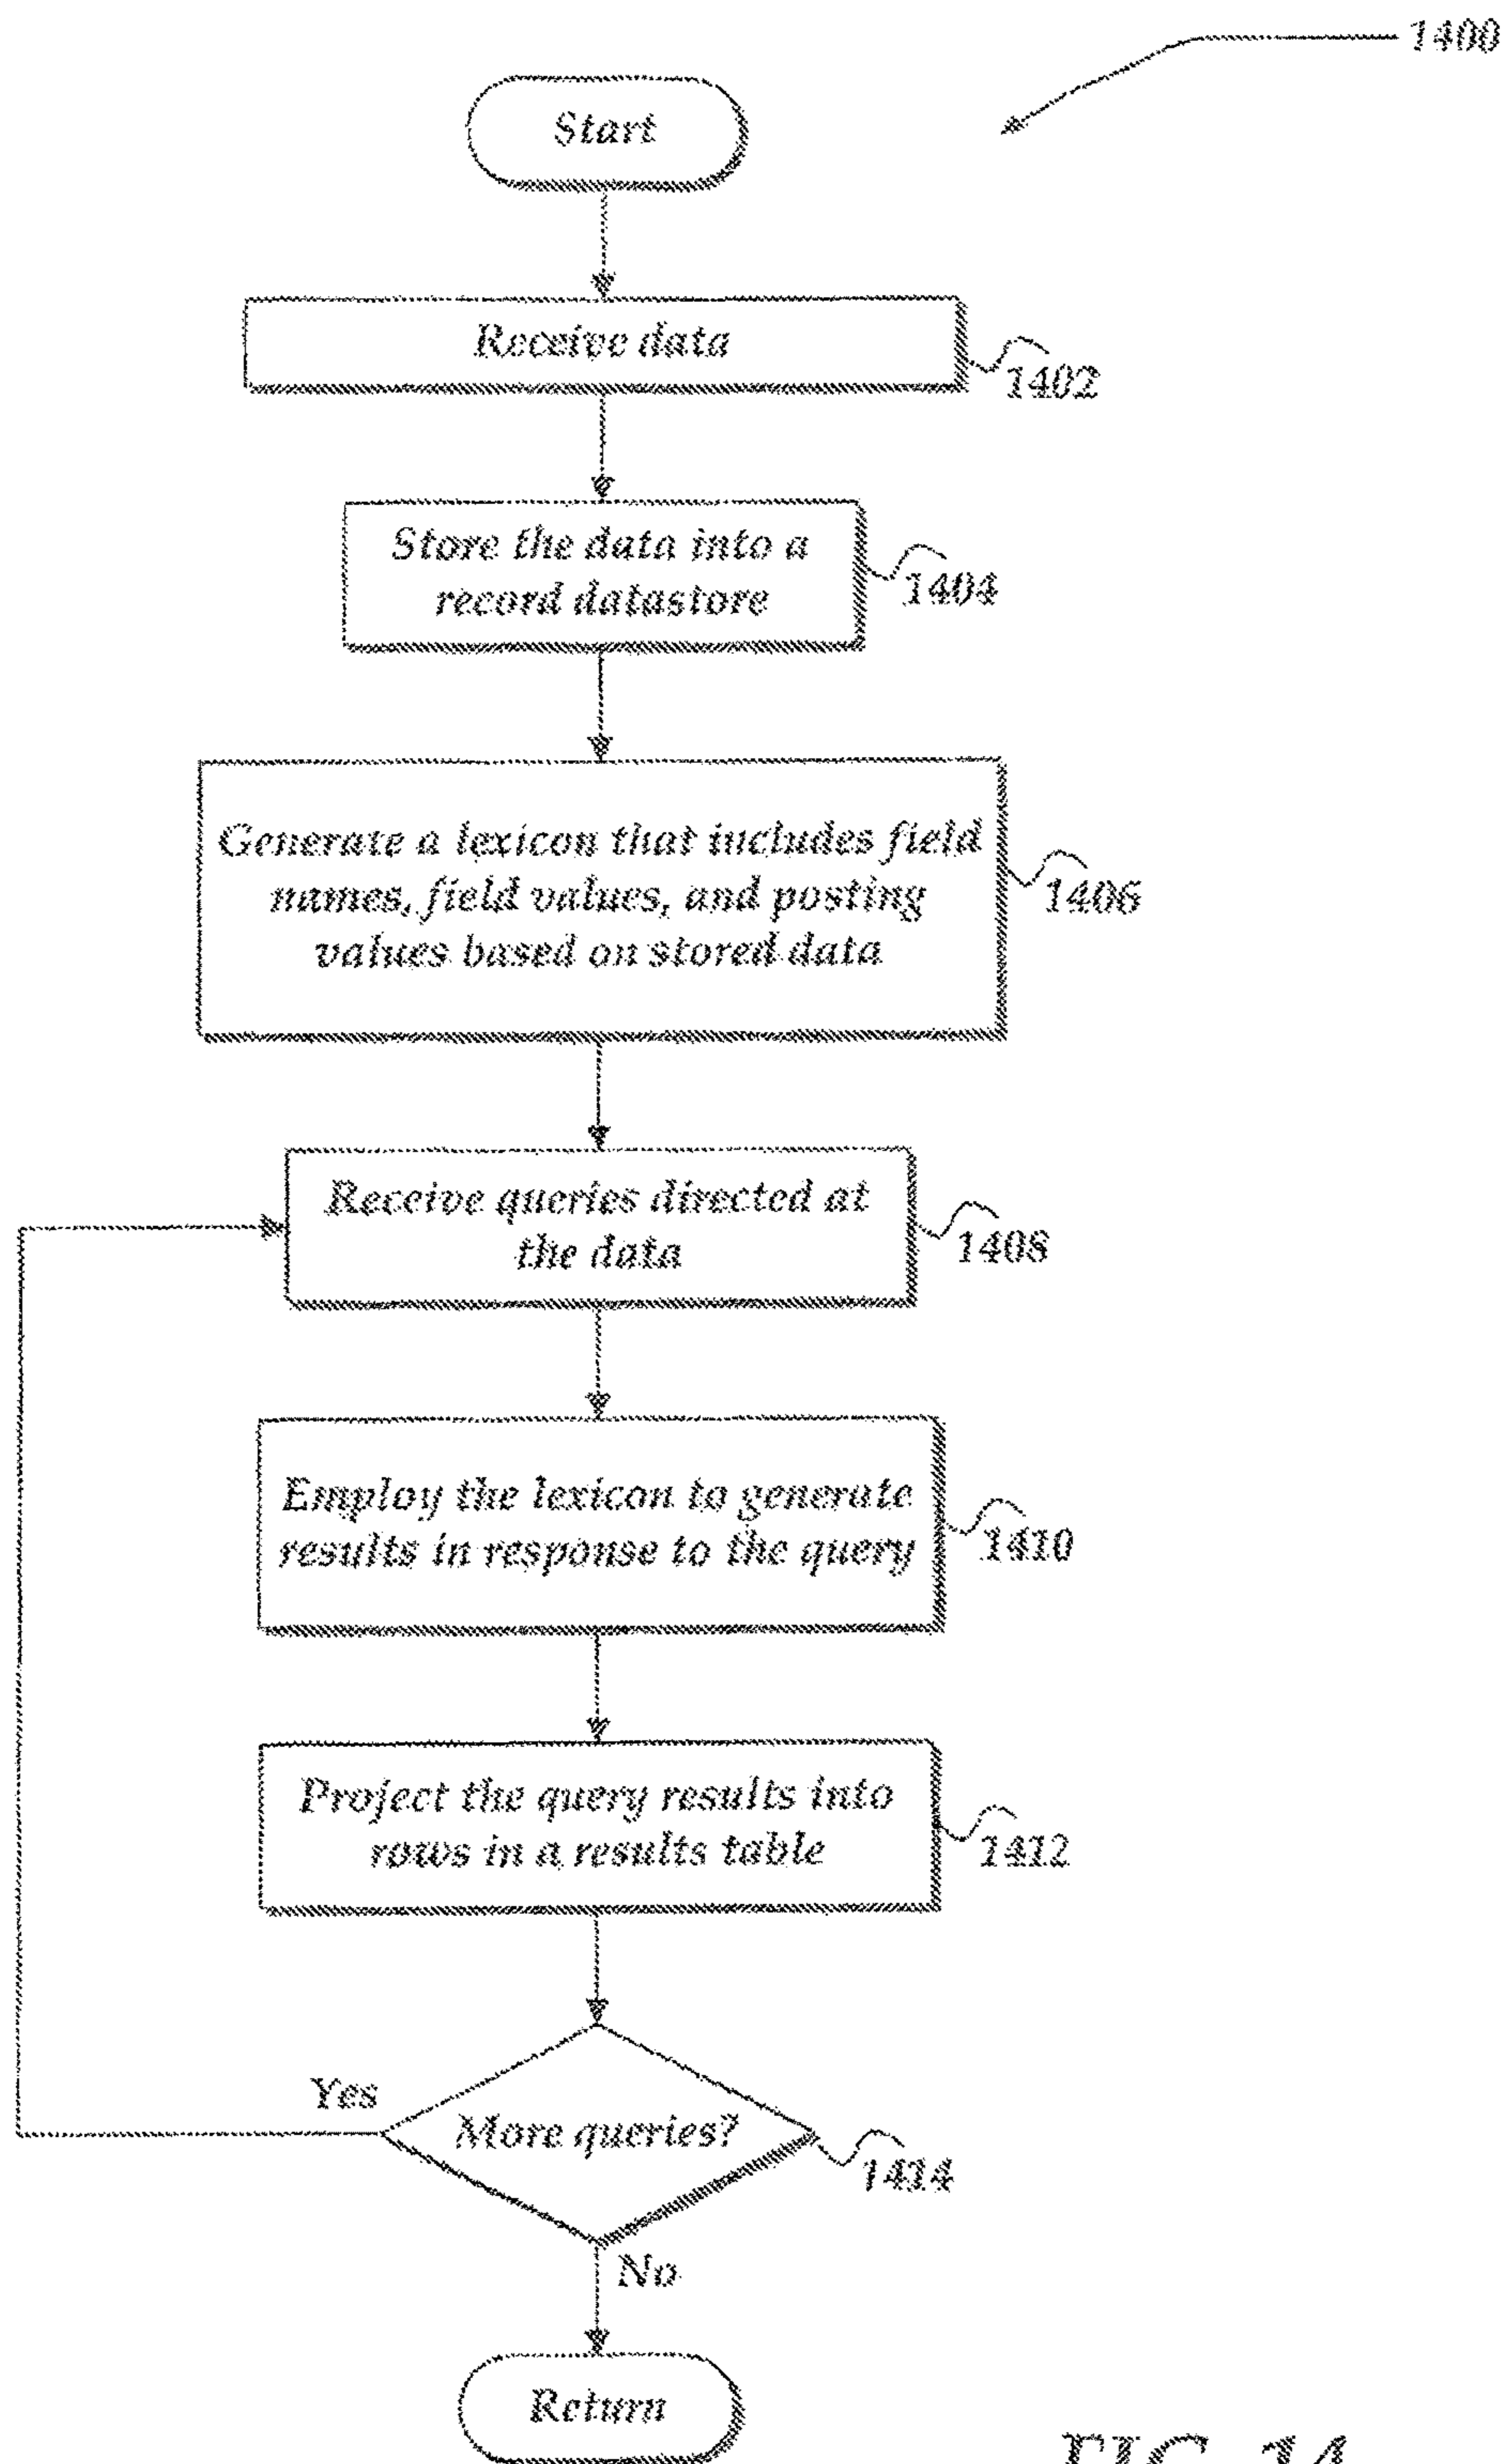 1400
Start
Receive data
1402
Store the data into a
record datastore
1404
Generate a lexicon that includes field
names, field values, and posting
values based on stored data
1406
Receive queries directed at
the data
1408
Employ the lexicon to generate
results in response to the query
1410
Project the query results into
rows in a results table
1412
Yes
More queries?
1414
No
Return
FIG. 14